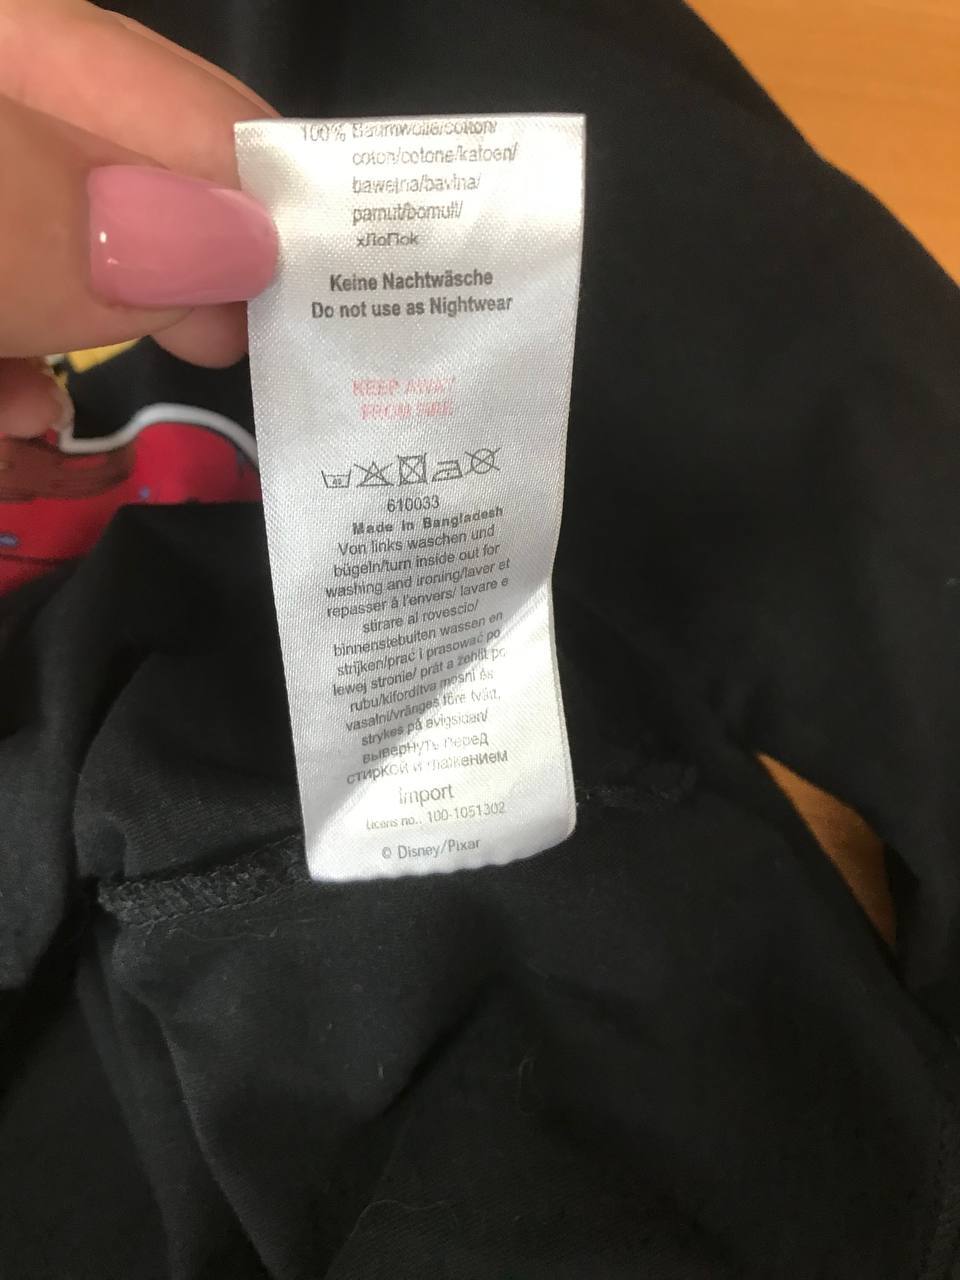 100% Baumwolle/cotton/
coton/cotone/katoen/
bawełna/bavlna/
pamut/bomull/
хлопок
Keine Nachtwäsche
Do not use as Nightwear
KEEP AWAY
FROM FIRE
40
610033
Made in Bangladesh
Von links waschen und
bügeln/turn inside out for
washing and ironing/laver et
repasser à l'envers/ lavare e
stirare al rovescio/
binnenstebuiten wassen en
strijken/prać i prasować po
lewej stronie/ prát a žehlit po
rubu/kifordítva mosni és
vasalni/vränges före tvätt,
strykes på avigsidan/
вывернуть перед
стиркой и глажением
import
Licens no.. 100-1051302
© Disney/Pixar